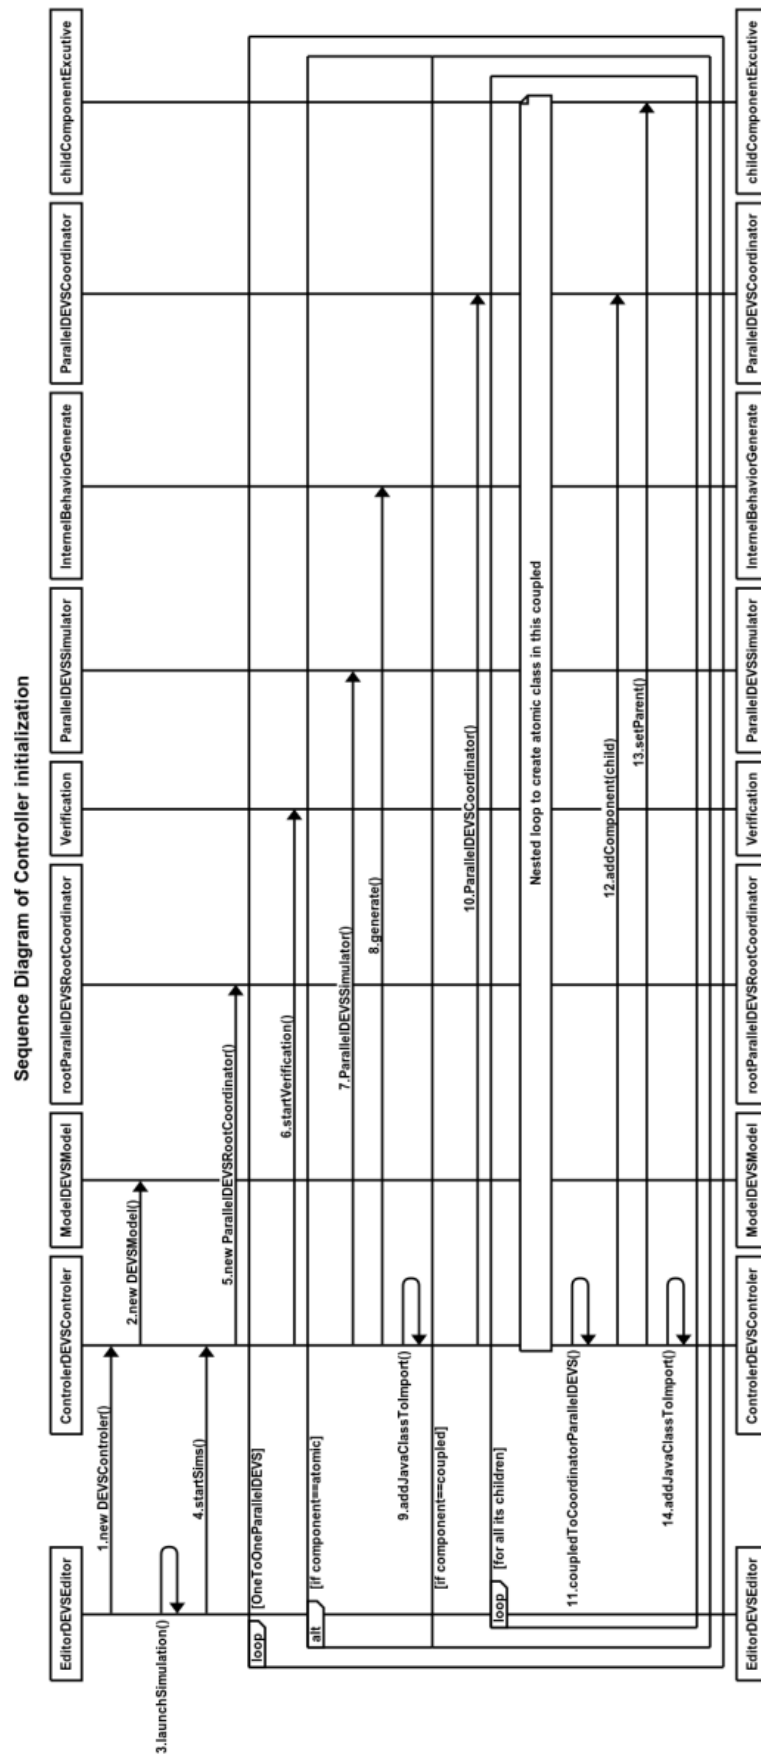 Sequence Diagram of Controller initialization
EditorDEVSEditor
ControlerDEVSControler
ModelDEVSModel
rootParallelDEVSRootCoordinator
Verification
ParallelDEVSSimulator
InternelBehaviorGenerate
ParallelDEVSCoordinator
childComponentExcutive
1.new DEVSControler()
2.new DEVSModel()
3.launchSimulation()
4.startSims()
5.new ParallelDEVSRootCoordinator()
loop
[OneToOneParallelDEVS]
6.startVerification()
alt
[if component==atomic]
7.ParallelDEVSSimulator()
8.generate()
9.addJavaClassToImport()
[if component==coupled]
10.ParallelDEVSCoordinator()
loop
[for all its children]
Nested loop to create atomic class in this coupled
11.coupledToCoordinatorParallelDEVS()
12.addComponent(child)
13.setParent()
14.addJavaClassToImport()
EditorDEVSEditor
ControlerDEVSControler
ModelDEVSModel
rootParallelDEVSRootCoordinator
Verification
ParallelDEVSSimulator
InternelBehaviorGenerate
ParallelDEVSCoordinator
childComponentExcutive